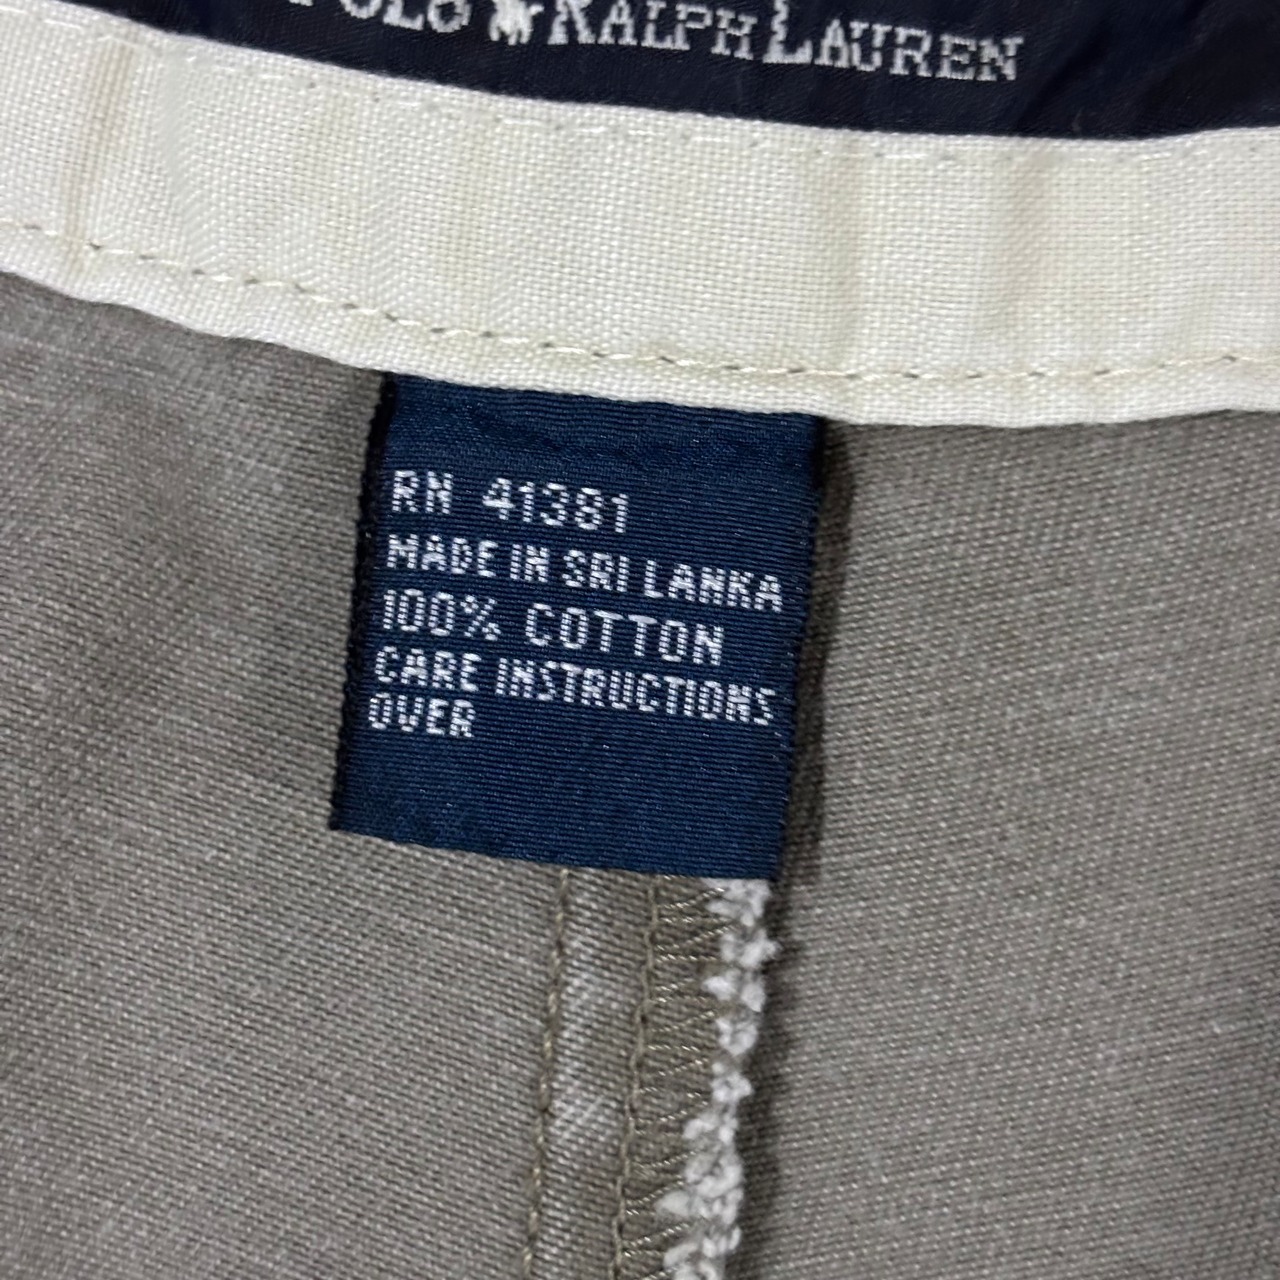 POLO RALPH LAUREN
RN 41381
MADE IN SRI LANKA
100% COTTON
CARE INSTRUCTIONS
OVER